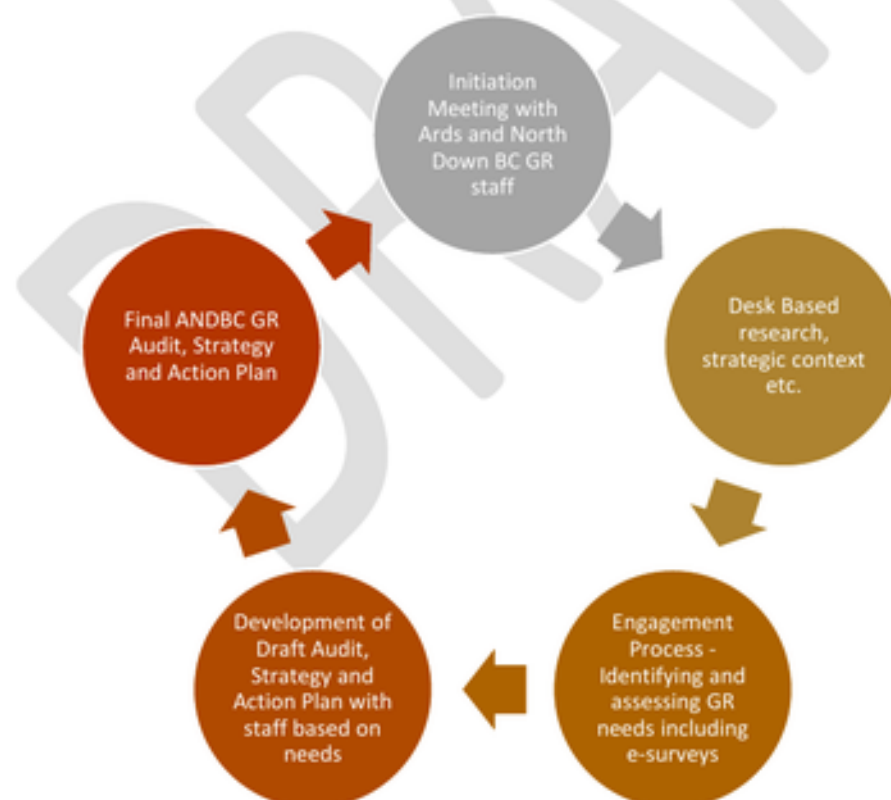 Initiation
Meeting with
Ards and North
Down BC GR
staff
Desk Based
research,
strategic context
etc.
Engagement
Process -
Identifying and
assessing GR
needs including
e-surveys
Development of
Draft Audit,
Strategy and
Action Plan with
staff based on
needs
Final ANDBC GR
Audit, Strategy
and Action Plan